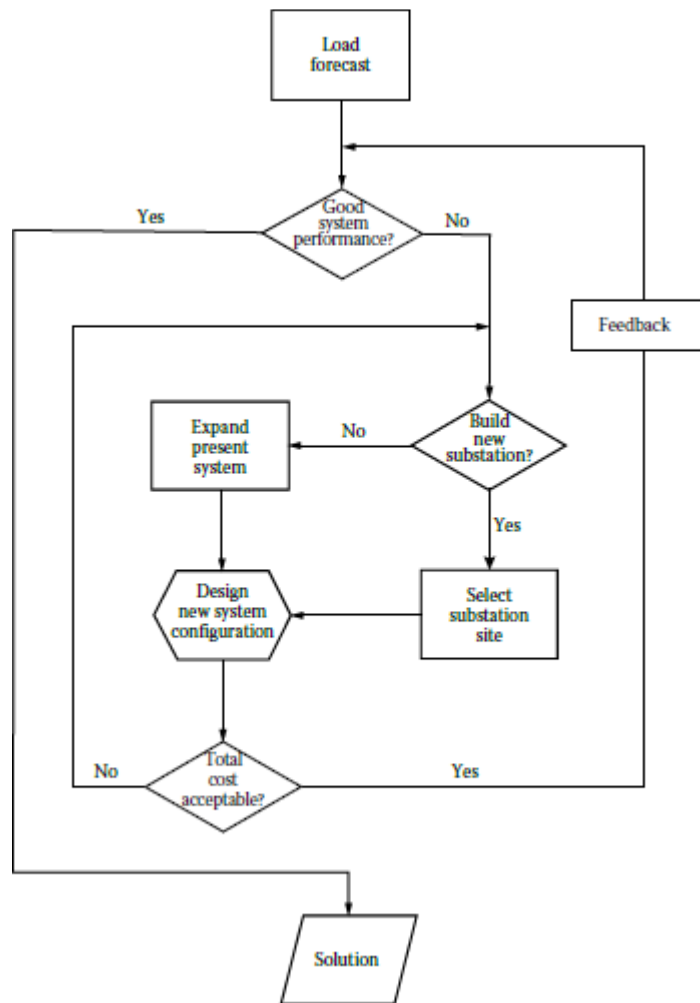 Load
forecast
Good
system
performance?
Yes
No
Feedback
Build
new
substation?
No
Expand
present
system
Yes
Select
substation
site
Design
new system
configuration
Total
cost
acceptable?
No
Yes
Solution